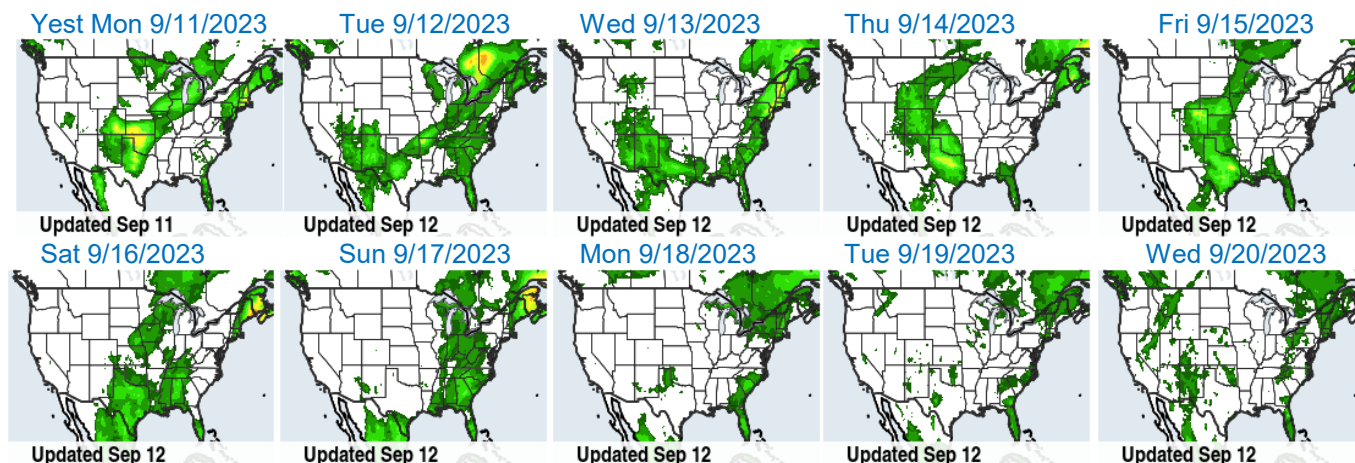 Yest Mon 9/11/2023
Tue 9/12/2023
Wed 9/13/2023
Thu 9/14/2023
Fri 9/15/2023
Updated Sep 11
Updated Sep 12
Updated Sep 12
Updated Sep 12
Updated Sep 12
Sat 9/16/2023
Sun 9/17/2023
Mon 9/18/2023
Tue 9/19/2023
Wed 9/20/2023
Updated Sep 12
Updated Sep 12
Updated Sep 12
Updated Sep 12
Updated Sep 12